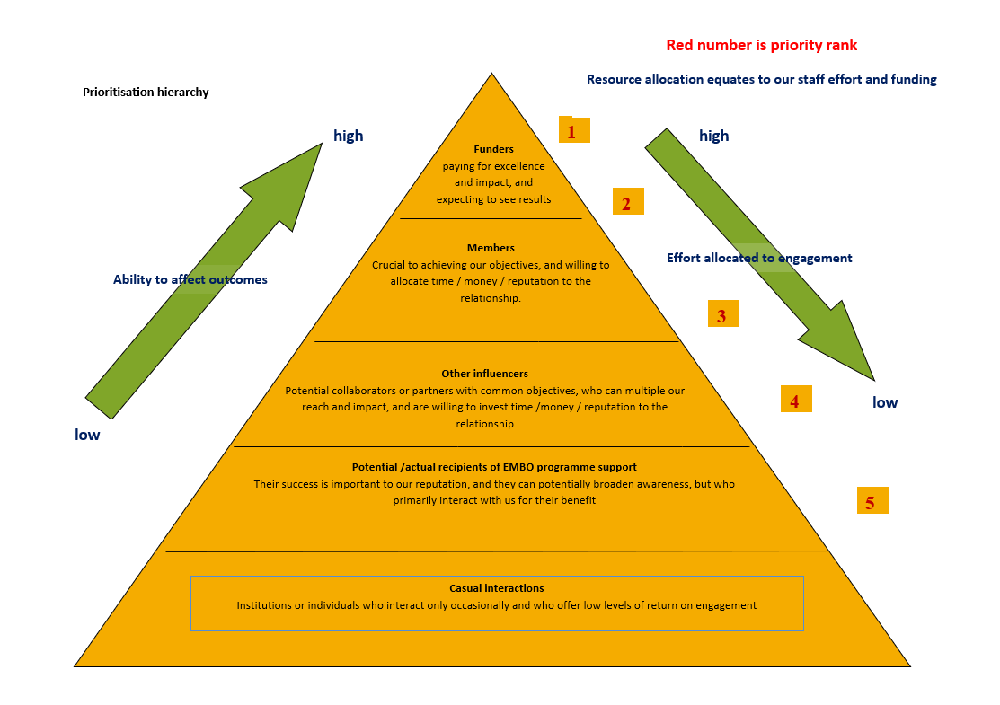 Red number is priority rank
Resource allocation equates to our staff effort and funding
Prioritisation hierarchy
high
high
1
Funders
paying for excellence
and impact, and
expecting to see results
2
Members
Crucial to achieving our objectives, and willing to
allocate time / money / reputation to the
relationship.
Effort allocated to engagement
Ability to affect outcomes
3
Other influencers
Potential collaborators or partners with common objectives, who can multiple our
reach and impact, and are willing to invest time /money / reputation to the
relationship
4
low
low
Potential /actual recipients of EMBO programme support
Their success is important to our reputation, and they can potentially broaden awareness, but who
primarily interact with us for their benefit
5
Casual interactions
Institutions or individuals who interact only occasionally and who offer low levels of return on engagement